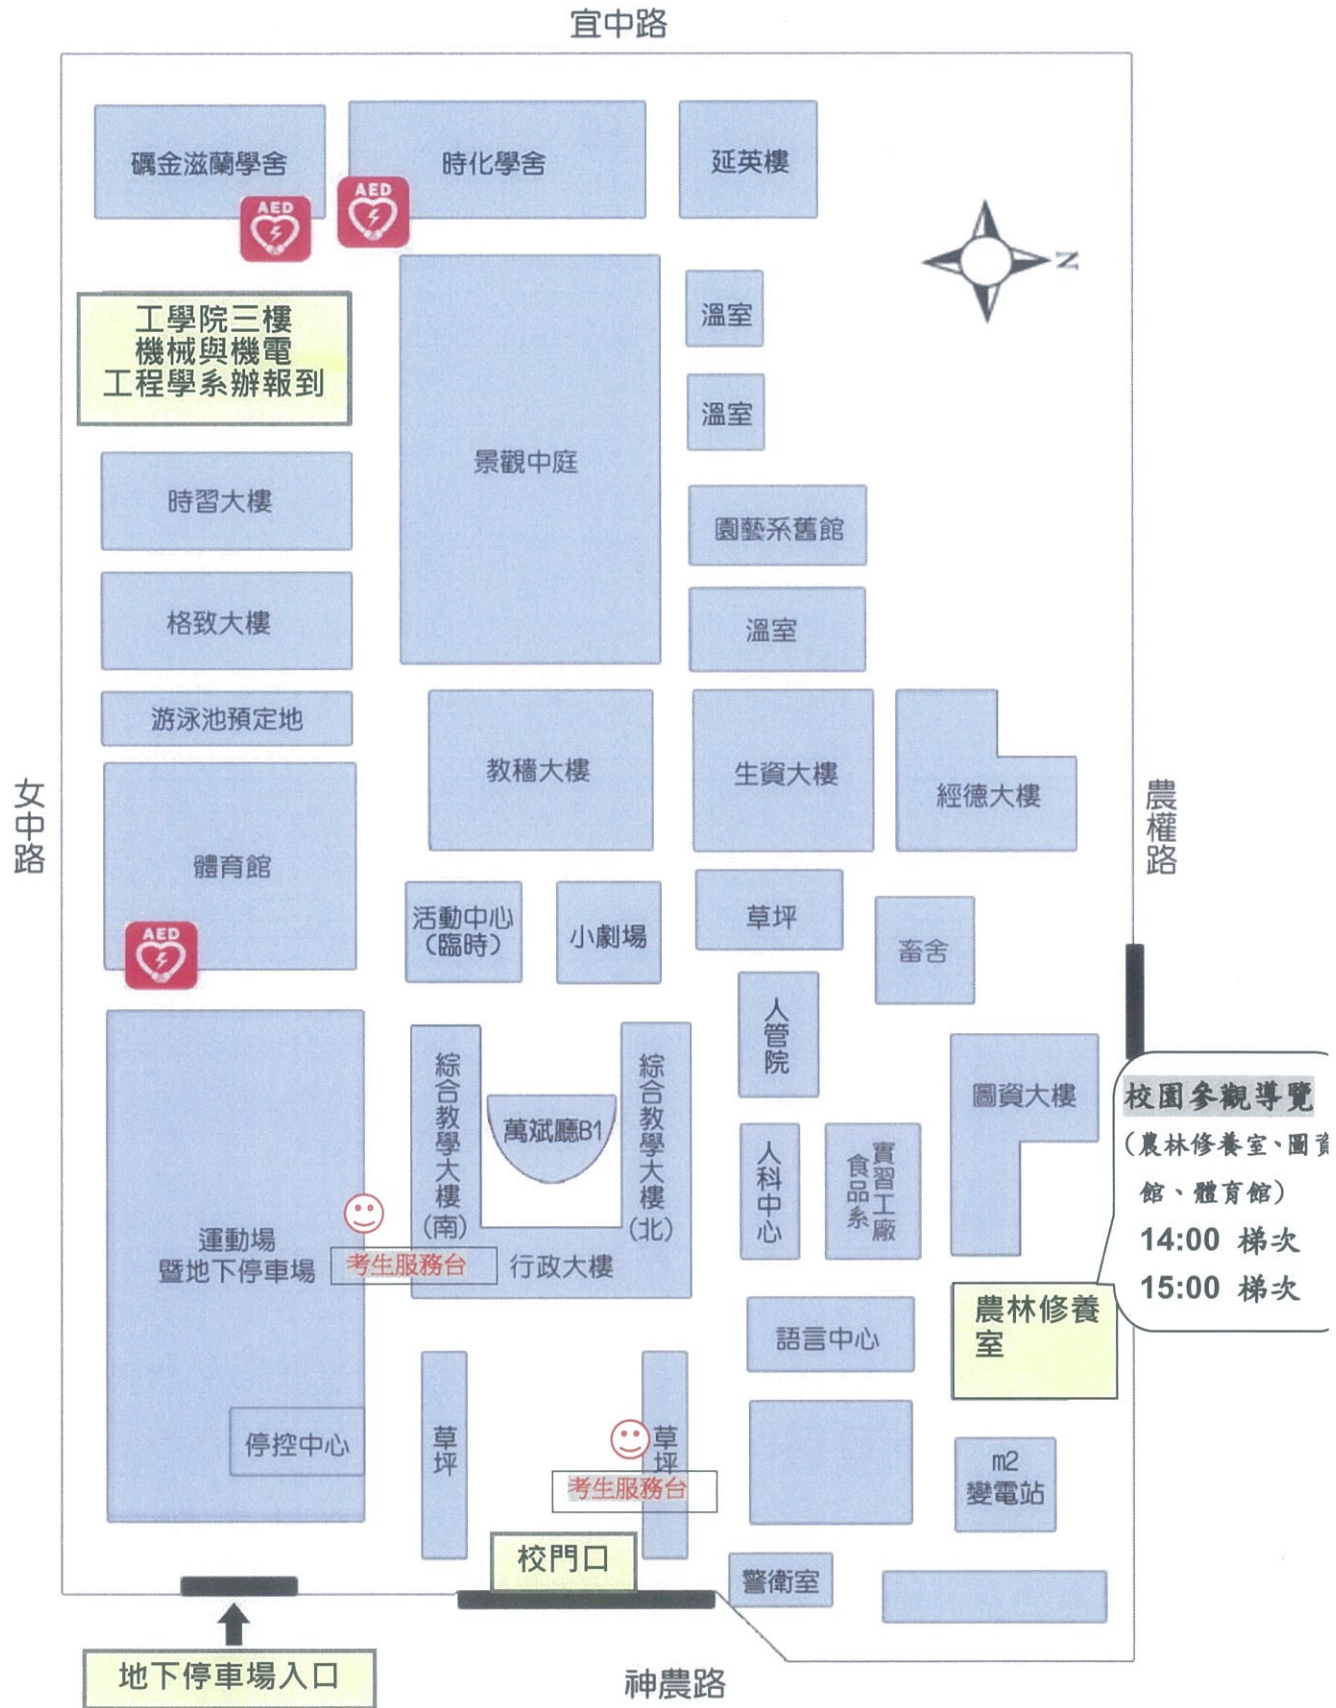 宜中路
礪金滋蘭學舍
時化學舍
延英樓
AED
AED
N
工學院三樓
機械與機電
工程學系辦報到
溫室
溫室
景觀中庭
時習大樓
園藝系舊館
格致大樓
溫室
游泳池預定地
教穡大樓
生資大樓
經德大樓
女中路
農權路
體育館
AED
活動中心
(臨時)
小劇場
草坪
畜舍
人管院
綜合教學大樓(南)
萬斌廳B1
綜合教學大樓(北)
圖資大樓
人科中心
實習工廠
食品系
校園參觀導覽
(農林修養室、圖資
館、體育館)
14:00 梯次
15:00 梯次
運動場
暨地下停車場
考生服務台
行政大樓
語言中心
農林修養
室
停控中心
草坪
草坪
考生服務台
m2
變電站
校門口
警衛室
地下停車場入口
神農路